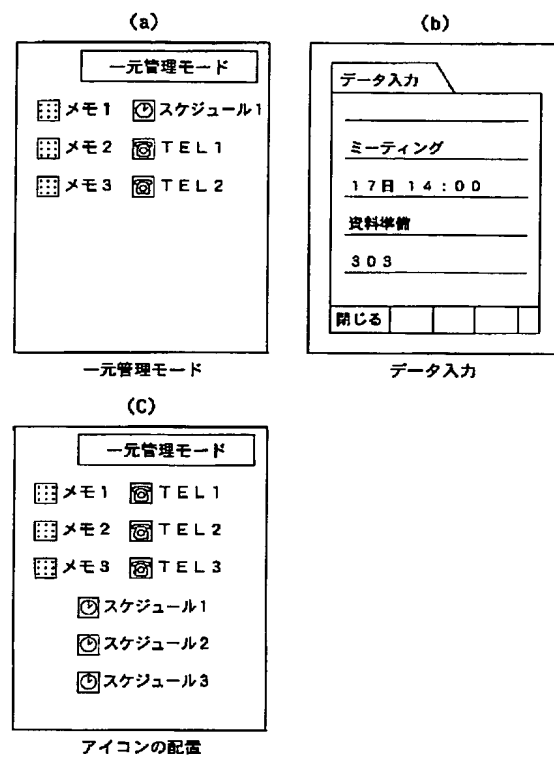 (a)
一元管理モード
メモ1 スケジュール1
メモ2 TEL1
メモ3 TEL2
一元管理モード
(b)
データ入力
ミーティング
17日 14:00
資料準備
303
閉じる
データ入力
(C)
一元管理モード
メモ1 TEL1
メモ2 TEL2
メモ3 TEL3
スケジュール1
スケジュール2
スケジュール3
アイコンの配置